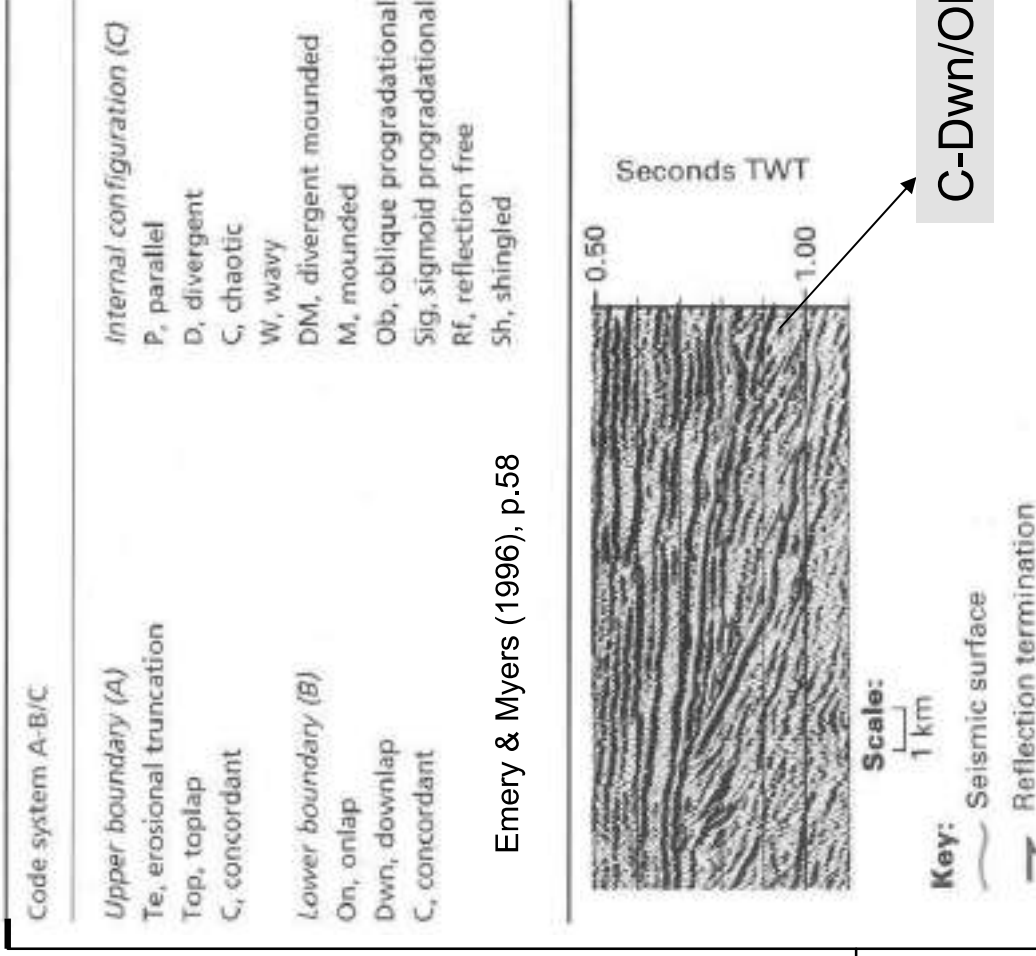 Code system A-B/C
Upper boundary (A)
Te, erosional truncation
Top, toplap
C, concordant
Lower boundary (B)
On, onlap
Dwn, downlap
C, concordant
Internal configuration (C)
P, parallel
D, divergent
C, chaotic
W, wavy
DM, divergent mounded
M, mounded
Ob, oblique progradational
Sig, sigmoid progradational
Rf, reflection free
Sh, shingled
Emery & Myers (1996), p.58
0.50
Seconds TWT
1.00
C-Dwn/
Scale:
1 km
Key:
Seismic surface
Reflection termination